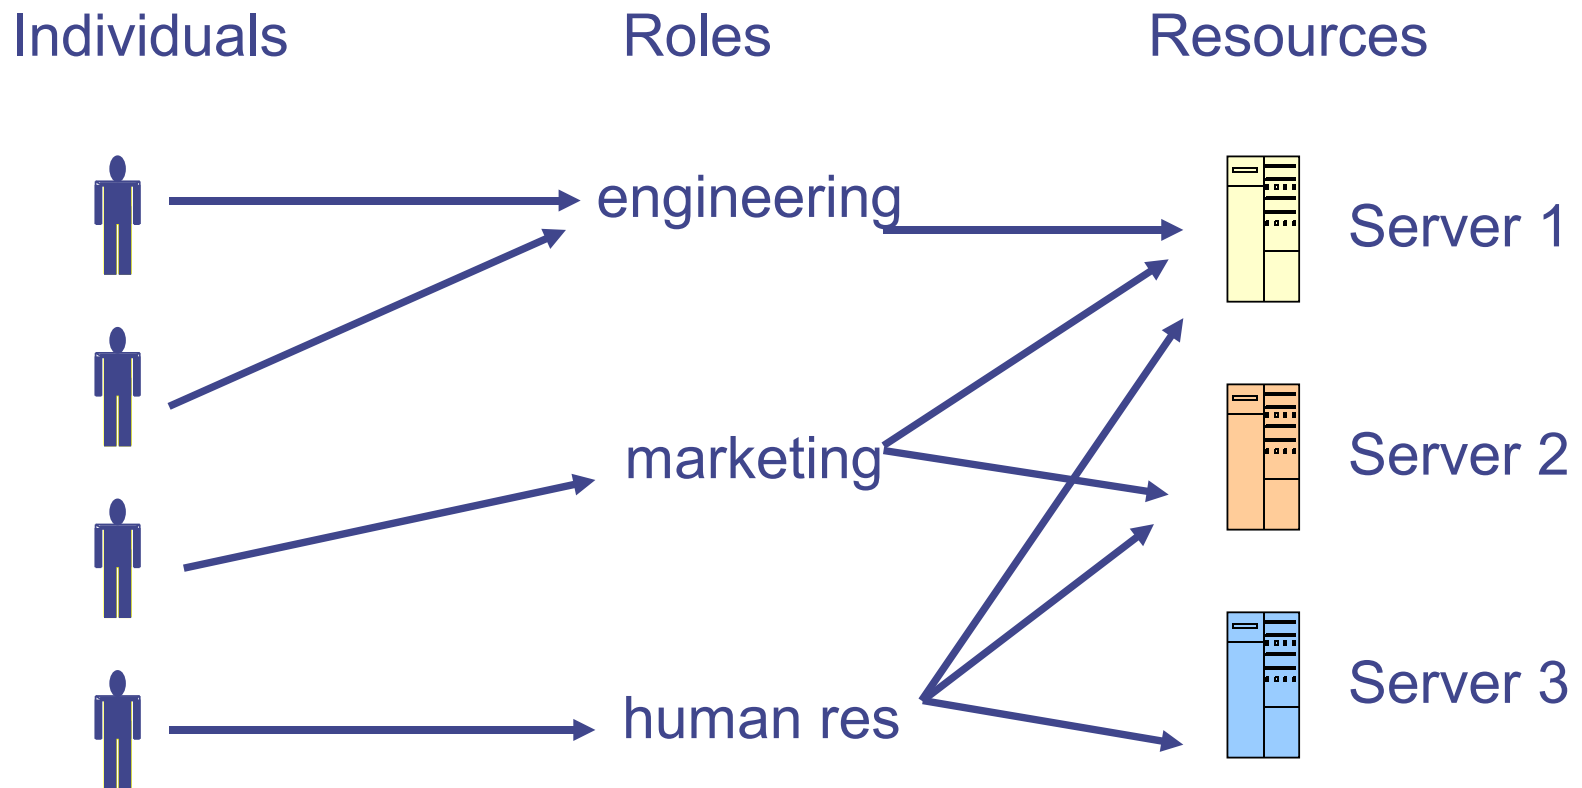 Individuals Roles Resources
engineering Server 1
marketing Server 2
human res Server 3